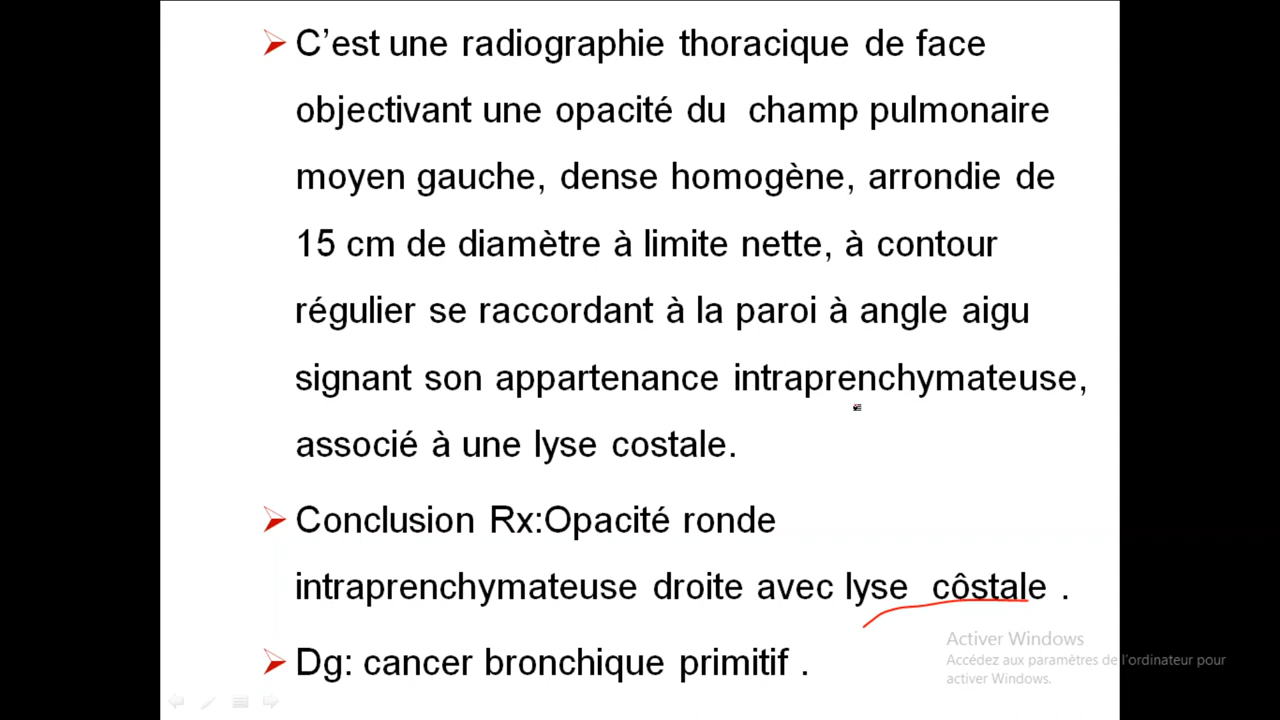 C’est une radiographie thoracique de face
objectivant une opacité du champ pulmonaire
moyen gauche, dense homogène, arrondie de
15 cm de diamètre à limite nette, à contour
régulier se raccordant à la paroi à angle aigu
signant son appartenance intraprenchymateuse,
associé à une lyse costale.
Conclusion Rx:Opacité ronde
intraprenchymateuse droite avec lyse côstale .
Dg: cancer bronchique primitif .
Activer Windows
Accédez aux paramètres de l'ordinateur pour
activer Windows.